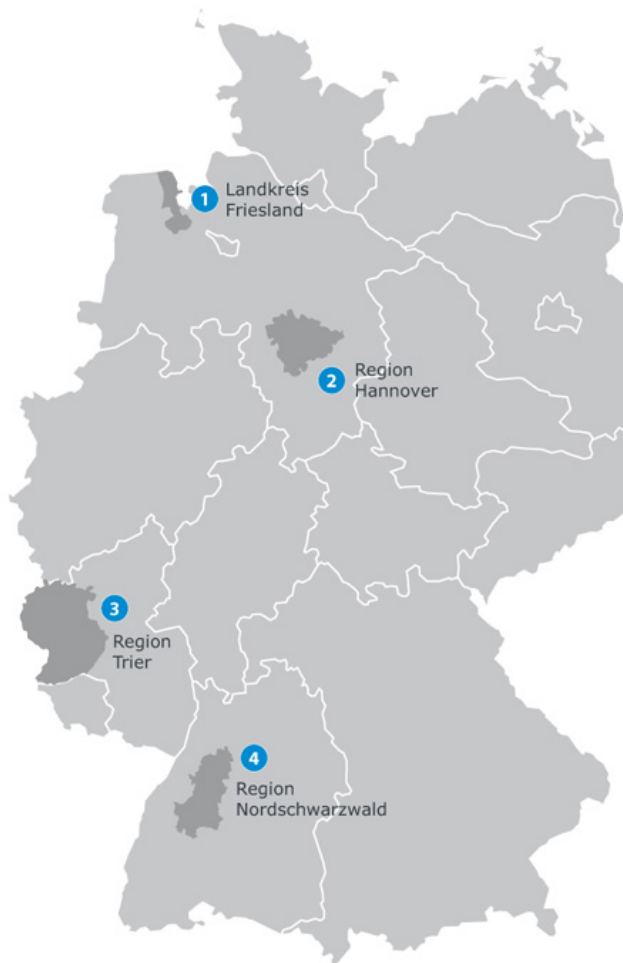 1 Landkreis
Friesland
2 Region
Hannover
3
Region
Trier
4
Region
Nordschwarzwald